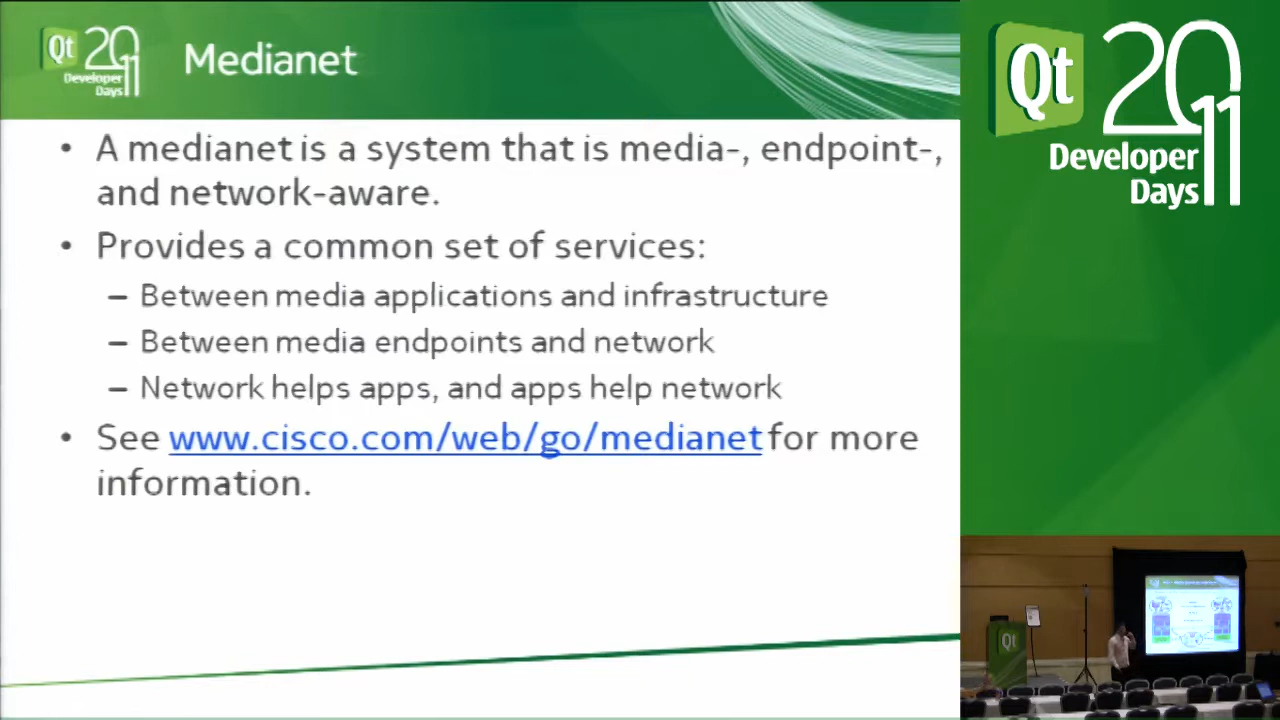 Qt 2011
Developer
Days
Medianet
• A medianet is a system that is media-, endpoint-,
and network-aware.
• Provides a common set of services:
– Between media applications and infrastructure
– Between media endpoints and network
– Network helps apps, and apps help network
• See www.cisco.com/web/go/medianet for more
information.
Qt 2011
Developer
Days
Qt